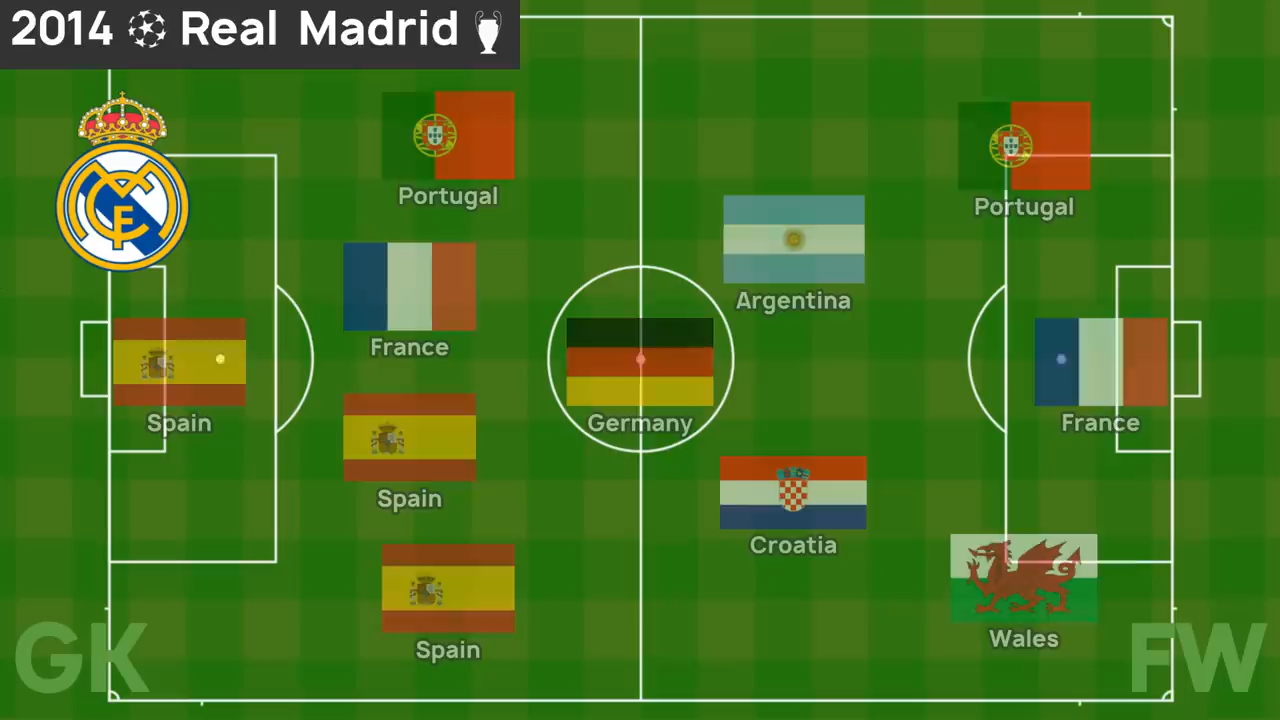 2014 Real Madrid
Portugal
Portugal
Argentina
France
Spain
Germany
France
Spain
Croatia
Spain
Wales
GK
FW